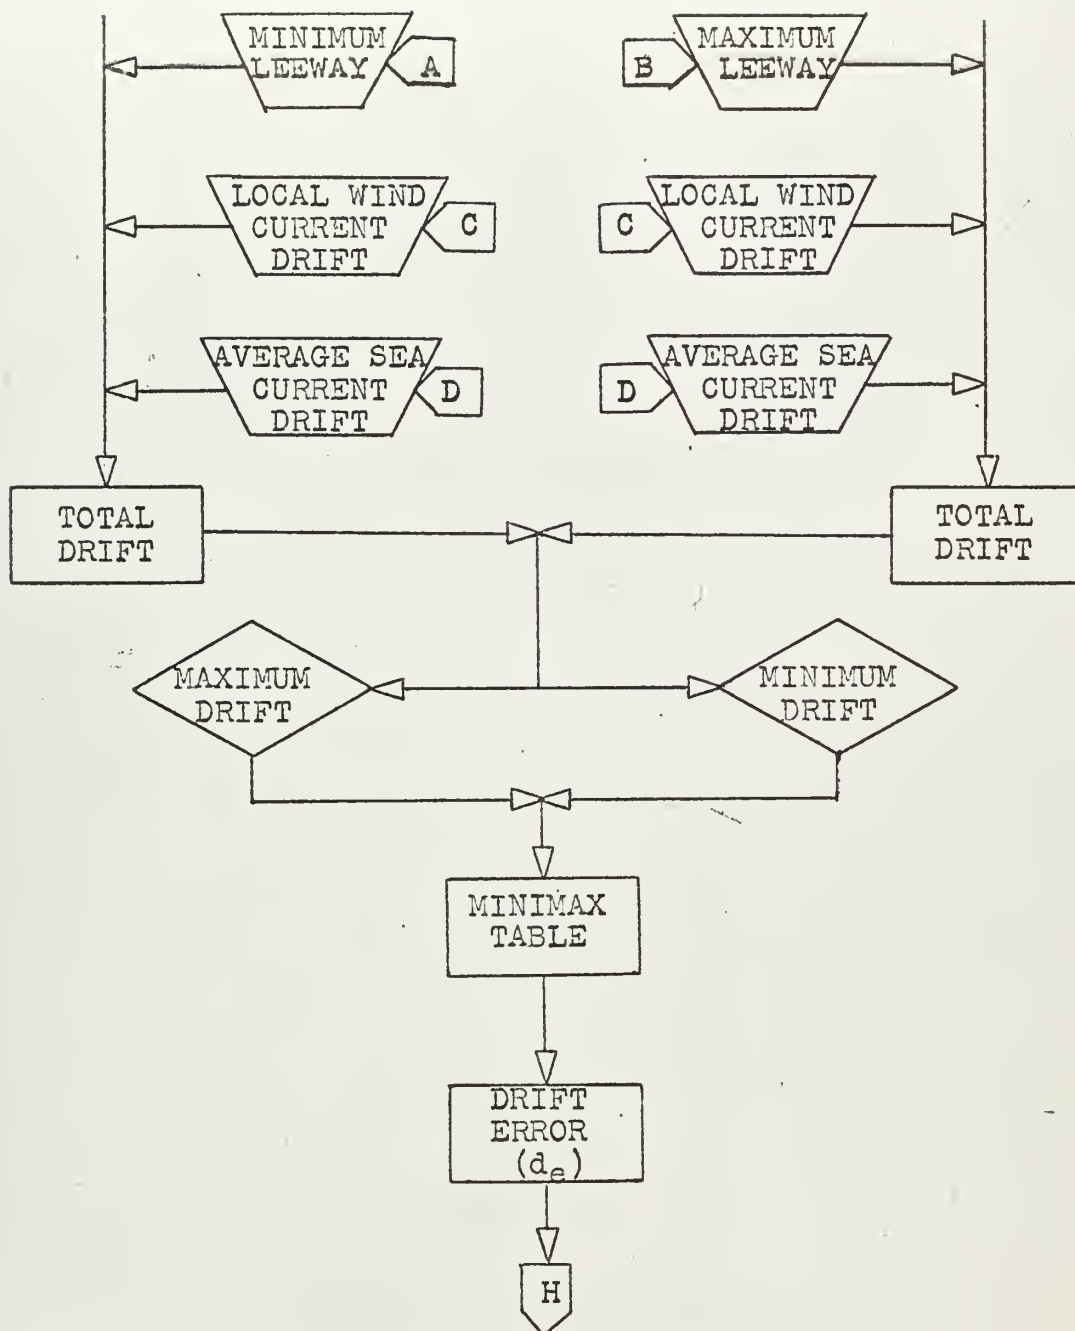 MINIMUM
LEEWAY
A
B
MAXIMUM
LEEWAY
LOCAL WIND
CURRENT
DRIFT
C
C
LOCAL WIND
CURRENT
DRIFT
AVERAGE SEA
CURRENT
DRIFT
D
D
AVERAGE SEA
CURRENT
DRIFT
TOTAL
DRIFT
TOTAL
DRIFT
MAXIMUM
DRIFT
MINIMUM
DRIFT
MINIMAX
TABLE
DRIFT
ERROR
(d_e)
H